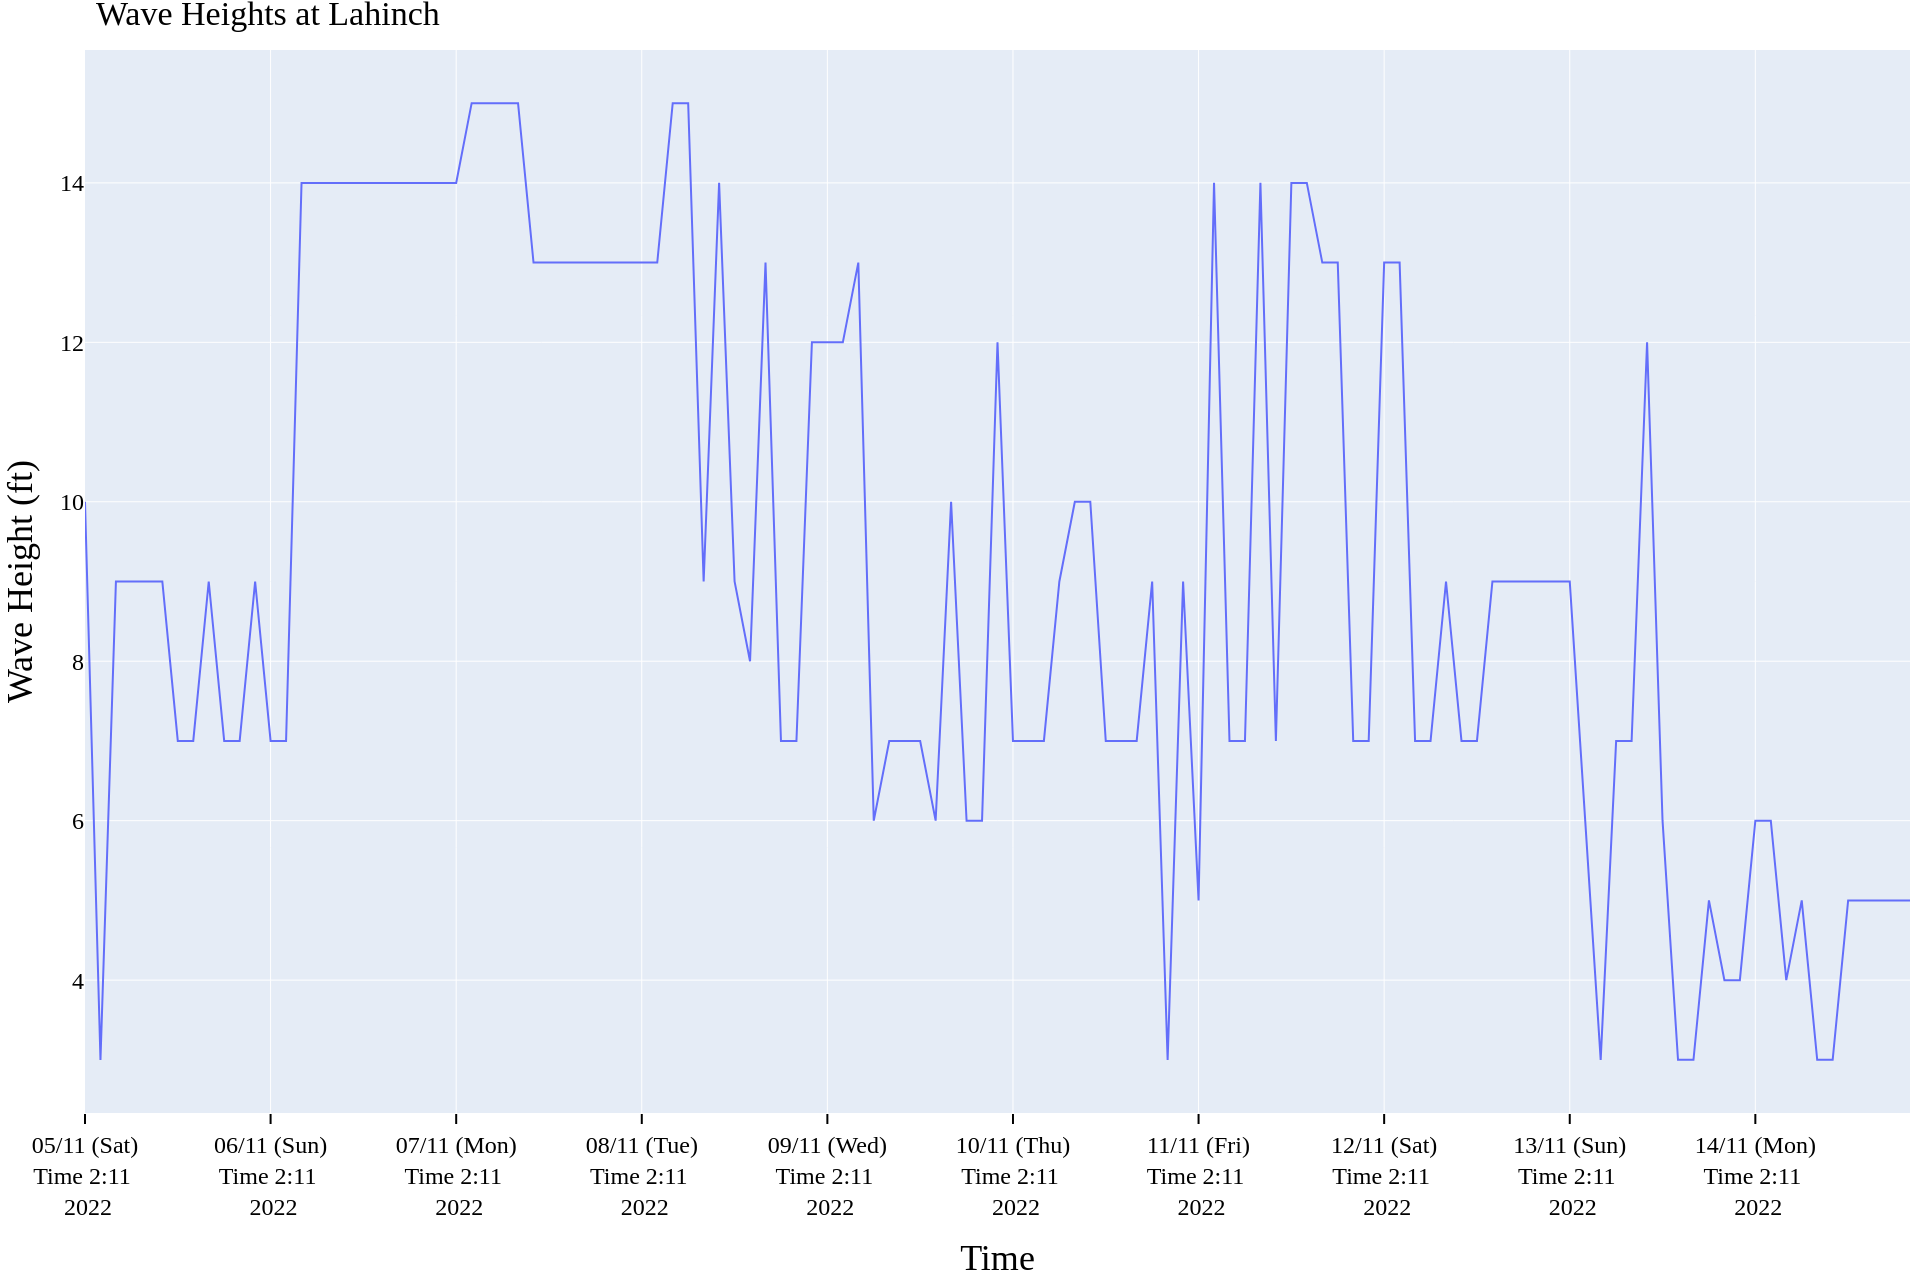 Wave Heights at Lahinch
Wave Height (ft)
14
12
10
8
6
4
05/11 (Sat) 06/11 (Sun) 07/11 (Mon) 08/11 (Tue) 09/11 (Wed) 10/11 (Thu) 11/11 (Fri) 12/11 (Sat) 13/11 (Sun) 14/11 (Mon)
Time 2:11 Time 2:11 Time 2:11 Time 2:11 Time 2:11 Time 2:11 Time 2:11 Time 2:11 Time 2:11 Time 2:11
2022 2022 2022 2022 2022 2022 2022 2022 2022 2022
Time